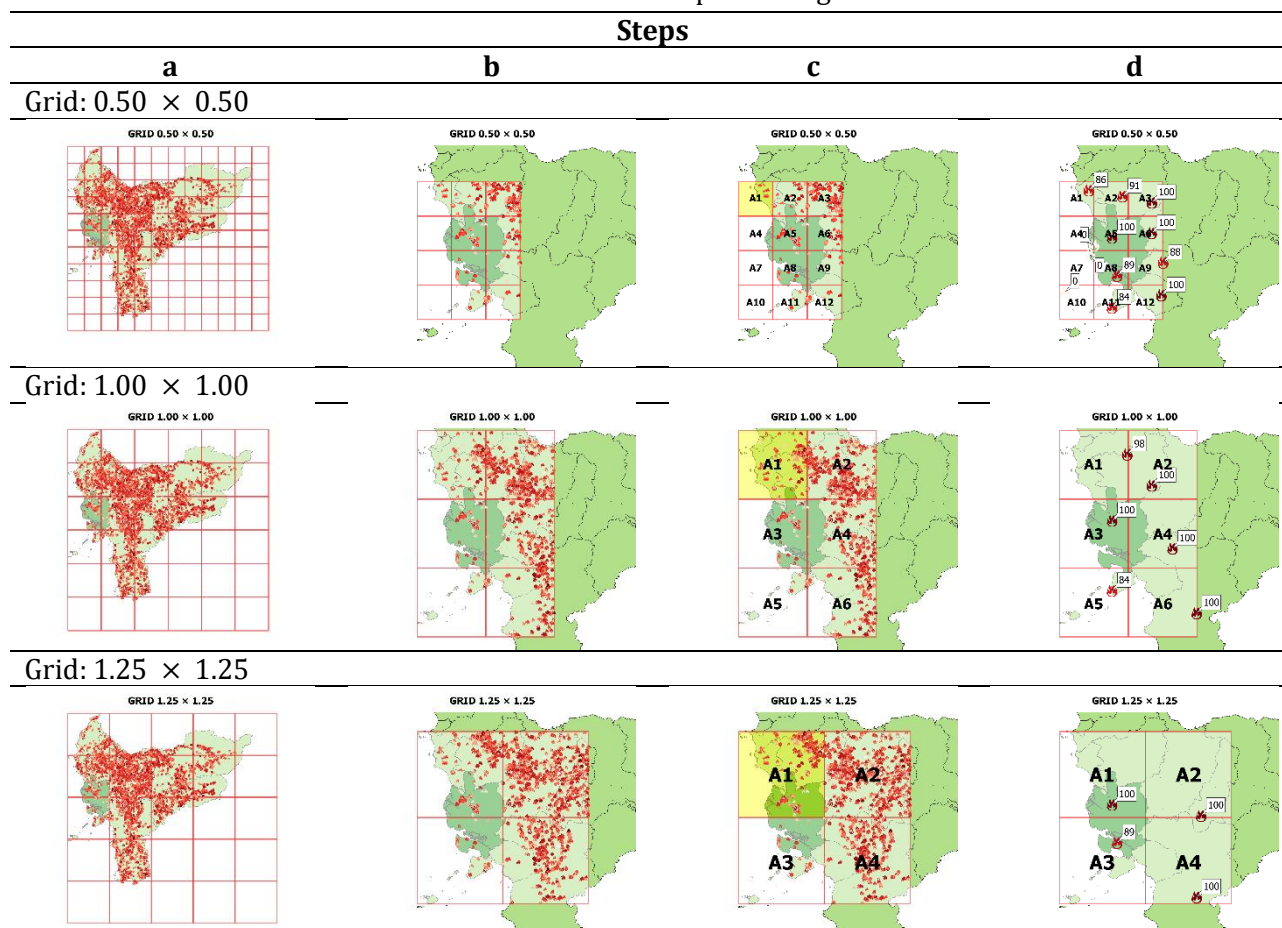 Steps
a b c d
Grid: 0.50 × 0.50
GRID 0.50 × 0.50 GRID 0.50 × 0.50 GRID 0.50 × 0.50 GRID 0.50 × 0.50
A1 A2 A3
A4 A5 A6
A7 A8 A9
A10 A11 A12
86 91 100
A1 A2 A3
100 100
A4 0 A5 A6
88
A7 0 A8 89 A9
0 100
A10 A11 84 A12
Grid: 1.00 × 1.00
GRID 1.00 × 1.00 GRID 1.00 × 1.00 GRID 1.00 × 1.00 GRID 1.00 × 1.00
A1 A2
A3 A4
A5 A6
98
A1 A2
100
100
A3 A4 100
84
A5 A6 100
Grid: 1.25 × 1.25
GRID 1.25 × 1.25 GRID 1.25 × 1.25 GRID 1.25 × 1.25 GRID 1.25 × 1.25
A1 A2
A3 A4
A1 A2
100 100
89
A3 A4
100